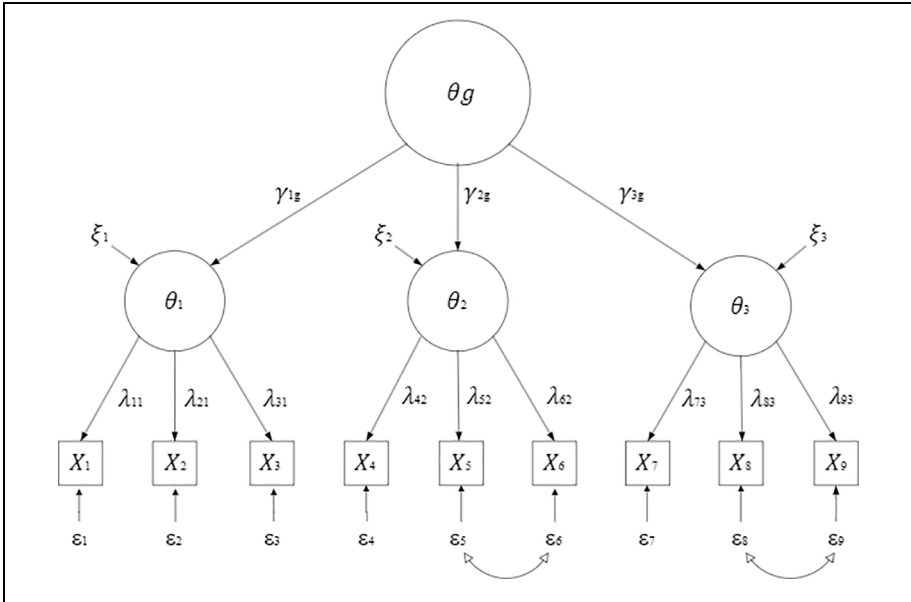 θg
γ1g γ2g γ3g
ξ1 ξ2 ξ3
θ1 θ2 θ3
λ11 λ21 λ31 λ42 λ52 λ62 λ73 λ83 λ93
X1 X2 X3 X4 X5 X6 X7 X8 X9
ε1 ε2 ε3 ε4 ε5 ε6 ε7 ε8 ε9